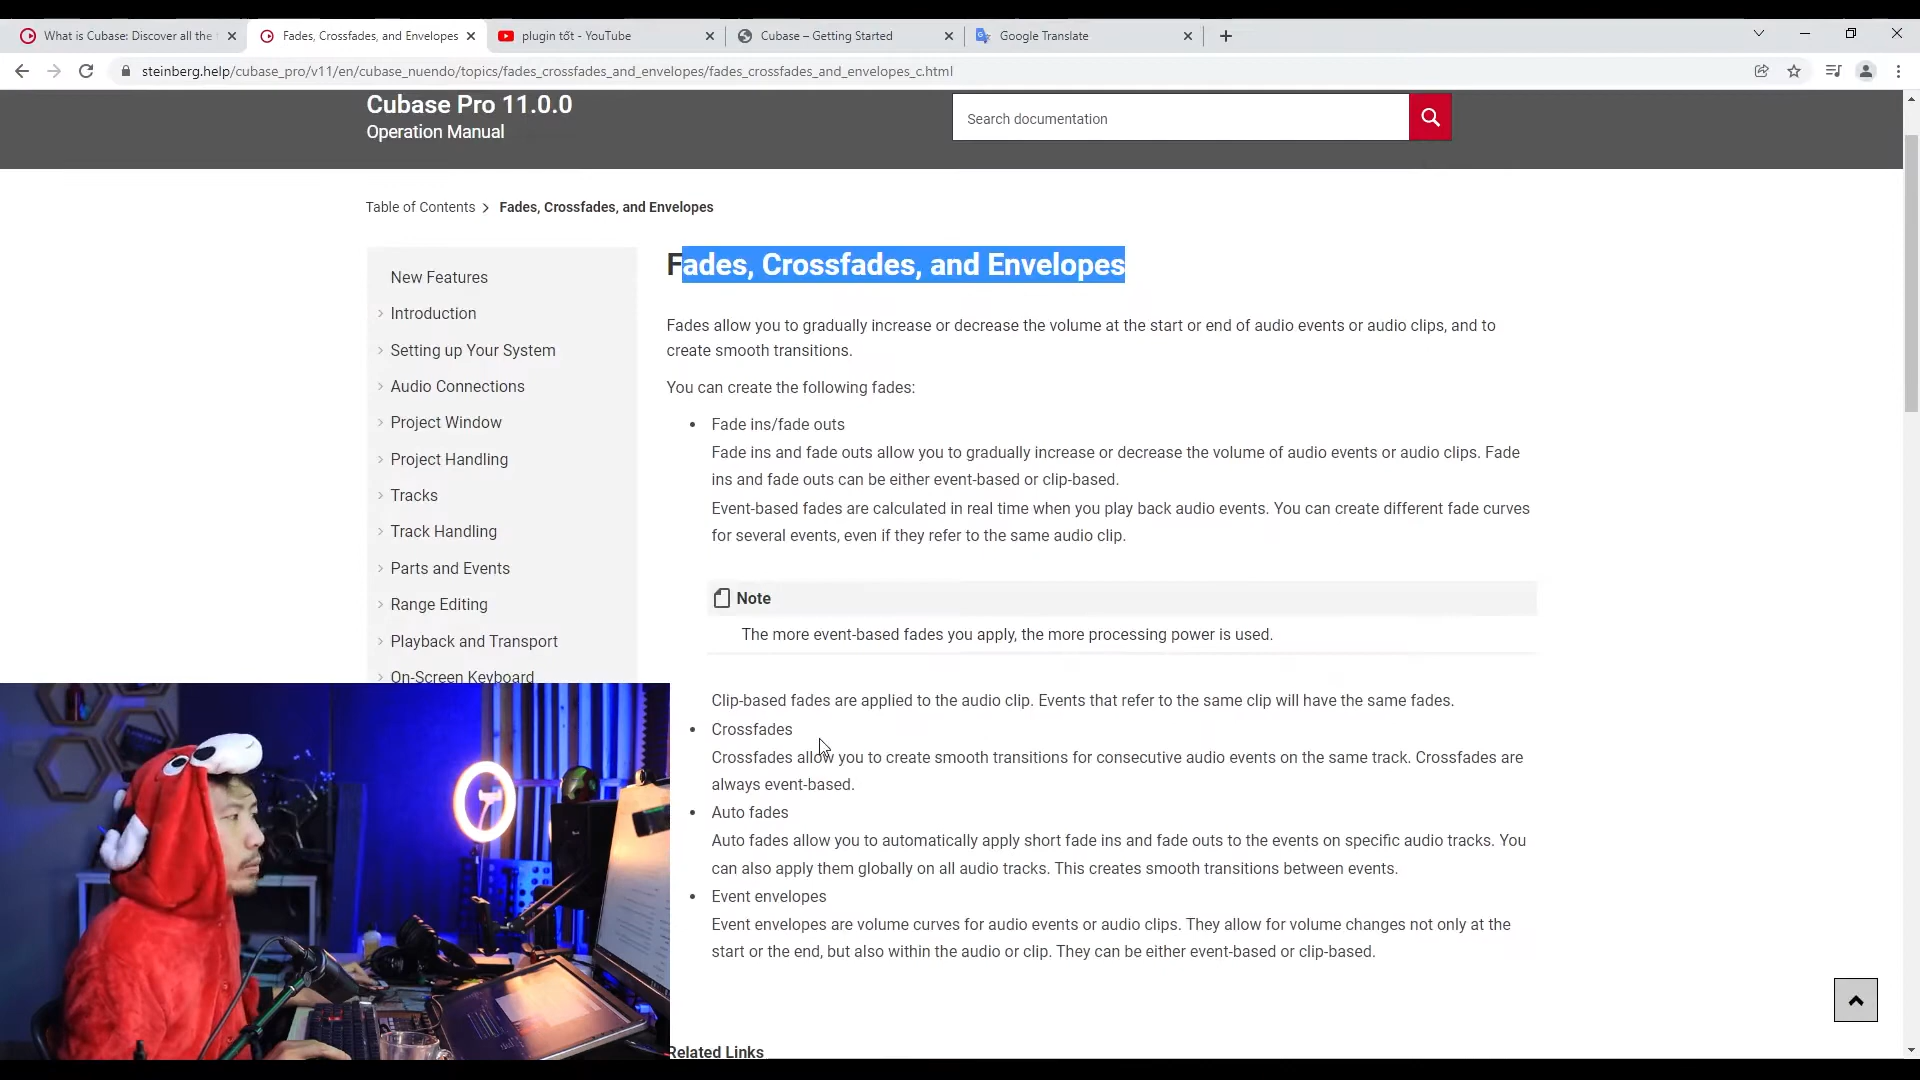 What is Cubase: Discover all the
Fades, Crossfades, and Envelopes
plugin tốt - YouTube
Cubase – Getting Started
Google Translate
steinberg.help/cubase_pro/v11/en/cubase_nuendo/topics/fades_crossfades_and_envelopes/fades_crossfades_and_envelopes_c.html
Cubase Pro 11.0.0
Operation Manual
Search documentation
Table of Contents > Fades, Crossfades, and Envelopes
New Features
Introduction
Setting up Your System
Audio Connections
Project Window
Project Handling
Tracks
Track Handling
Parts and Events
Range Editing
Playback and Transport
On-Screen Keyboard
Fades, Crossfades, and Envelopes
Fades allow you to gradually increase or decrease the volume at the start or end of audio events or audio clips, and to
create smooth transitions.
You can create the following fades:
• Fade ins/fade outs
Fade ins and fade outs allow you to gradually increase or decrease the volume of audio events or audio clips. Fade
ins and fade outs can be either event-based or clip-based.
Event-based fades are calculated in real time when you play back audio events. You can create different fade curves
for several events, even if they refer to the same audio clip.
Note
The more event-based fades you apply, the more processing power is used.
Clip-based fades are applied to the audio clip. Events that refer to the same clip will have the same fades.
• Crossfades
Crossfades allow you to create smooth transitions for consecutive audio events on the same track. Crossfades are
always event-based.
• Auto fades
Auto fades allow you to automatically apply short fade ins and fade outs to the events on specific audio tracks. You
can also apply them globally on all audio tracks. This creates smooth transitions between events.
• Event envelopes
Event envelopes are volume curves for audio events or audio clips. They allow for volume changes not only at the
start or the end, but also within the audio or clip. They can be either event-based or clip-based.
Related Links